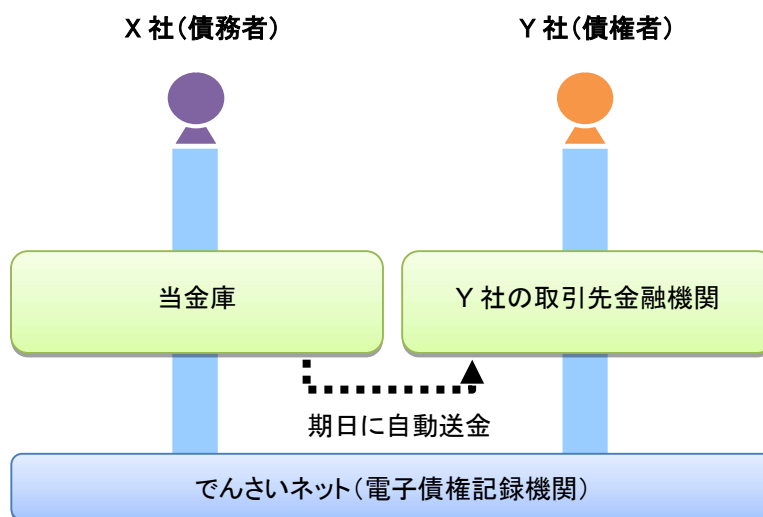 X 社（債務者）
Y 社（債権者）
当金庫
Y 社の取引先金融機関
期日に自動送金
でんさいネット（電子債権記録機関）